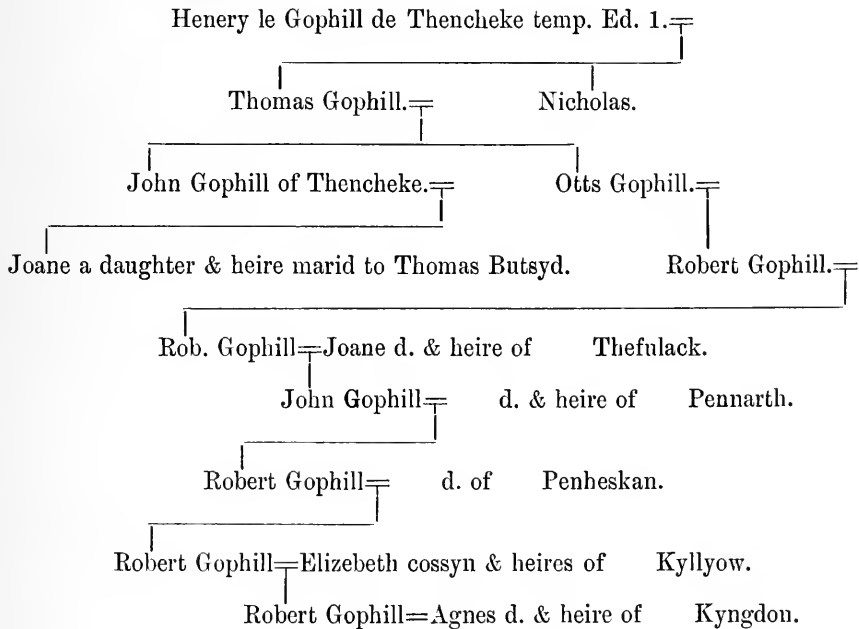 Henery le Gophill de Thencheke temp. Ed. 1.
Thomas Gophill. Nicholas.
John Gophill of Thencheke. Otts Gophill.
Joane a daughter & heire marid to Thomas Butsyd. Robert Gophill.
Rob. Gophill=Joane d. & heire of Thefulack.
John Gophill= d. & heire of Pennarth.
Robert Gophill= d. of Penheskan.
Robert Gophill=Elizebeth cossyn & heires of Kyllyow.
Robert Gophill=Agnes d. & heire of Kyngdon.